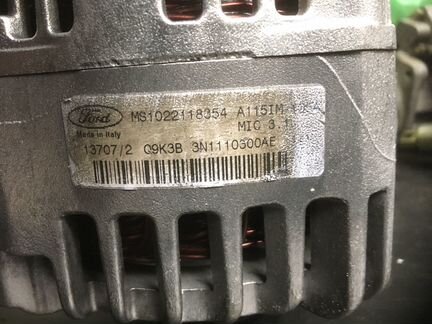 Ford
MS1022118354 A115IM
Made in Italy
MIC 3.1
13707/2 C9K3B 3N1110300AE